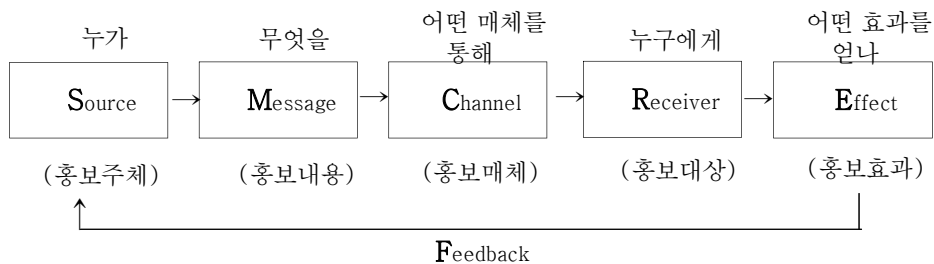 누가
무엇을
어떤 매체를
통해
누구에게
어떤 효과를
얻나
Source
Message
Channel
Receiver
Effect
(홍보주체)
(홍보내용)
(홍보매체)
(홍보대상)
(홍보효과)
Feedback